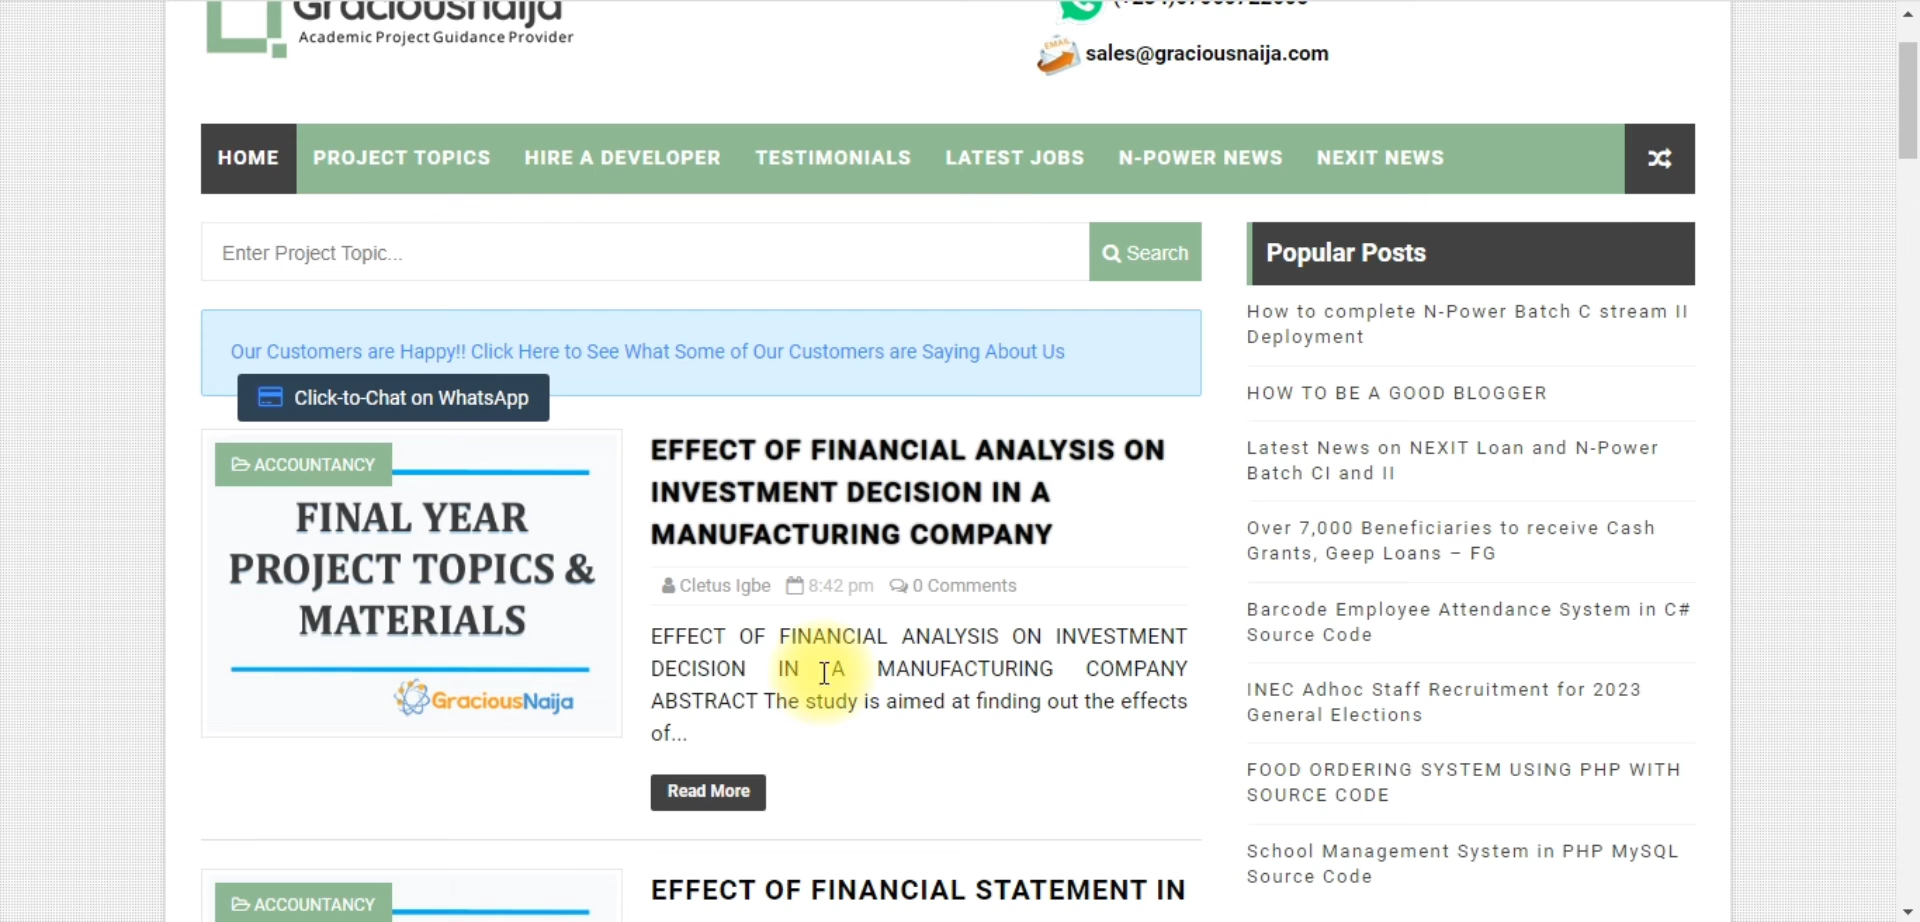 Graciousnaija
Academic Project Guidance Provider
EMAIL
sales@graciousnaija.com
HOME PROJECT TOPICS HIRE A DEVELOPER TESTIMONIALS LATEST JOBS N-POWER NEWS NEXIT NEWS
Enter Project Topic...
Search
Our Customers are Happy!! Click Here to See What Some of Our Customers are Saying About Us
Click-to-Chat on WhatsApp
ACCOUNTANCY
FINAL YEAR
PROJECT TOPICS &
MATERIALS
GraciousNaija
EFFECT OF FINANCIAL ANALYSIS ON
INVESTMENT DECISION IN A
MANUFACTURING COMPANY
Cletus Igbe 8:42 pm 0 Comments
EFFECT OF FINANCIAL ANALYSIS ON INVESTMENT
DECISION IN A MANUFACTURING COMPANY
ABSTRACT The study is aimed at finding out the effects
of...
Read More
ACCOUNTANCY
EFFECT OF FINANCIAL STATEMENT IN
Popular Posts
How to complete N-Power Batch C stream II
Deployment
HOW TO BE A GOOD BLOGGER
Latest News on NEXIT Loan and N-Power
Batch CI and II
Over 7,000 Beneficiaries to receive Cash
Grants, Geep Loans – FG
Barcode Employee Attendance System in C#
Source Code
INEC Adhoc Staff Recruitment for 2023
General Elections
FOOD ORDERING SYSTEM USING PHP WITH
SOURCE CODE
School Management System in PHP MySQL
Source Code